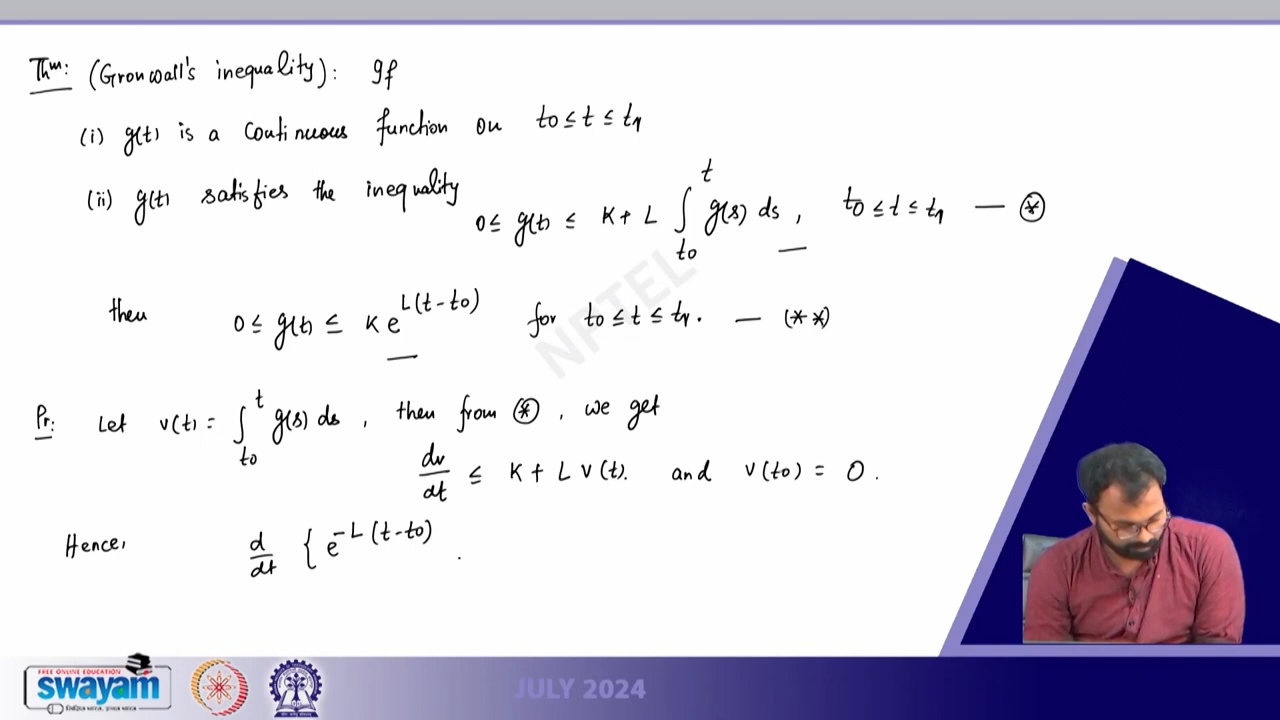 Thm: (Gronwall's inequality): If
(i) g(t) is a continuous function on t0 ≤ t ≤ t1
(ii) g(t) satisfies the inequality
0 ≤ g(t) ≤ K + L ∫_{t0}^{t} g(s) ds, t0 ≤ t ≤ t1 — ⊛
then 0 ≤ g(t) ≤ K e^{L(t-t0)} for t0 ≤ t ≤ t1. — (**)
Pr: Let v(t) = ∫_{t0}^{t} g(s) ds, then from ⊛, we get
dv/dt ≤ K + L v(t). and v(t0) = 0.
Hence, d/dt { e^{-L(t-t0)} .
NPTEL
FREE ONLINE EDUCATION
swayam
JULY 2024